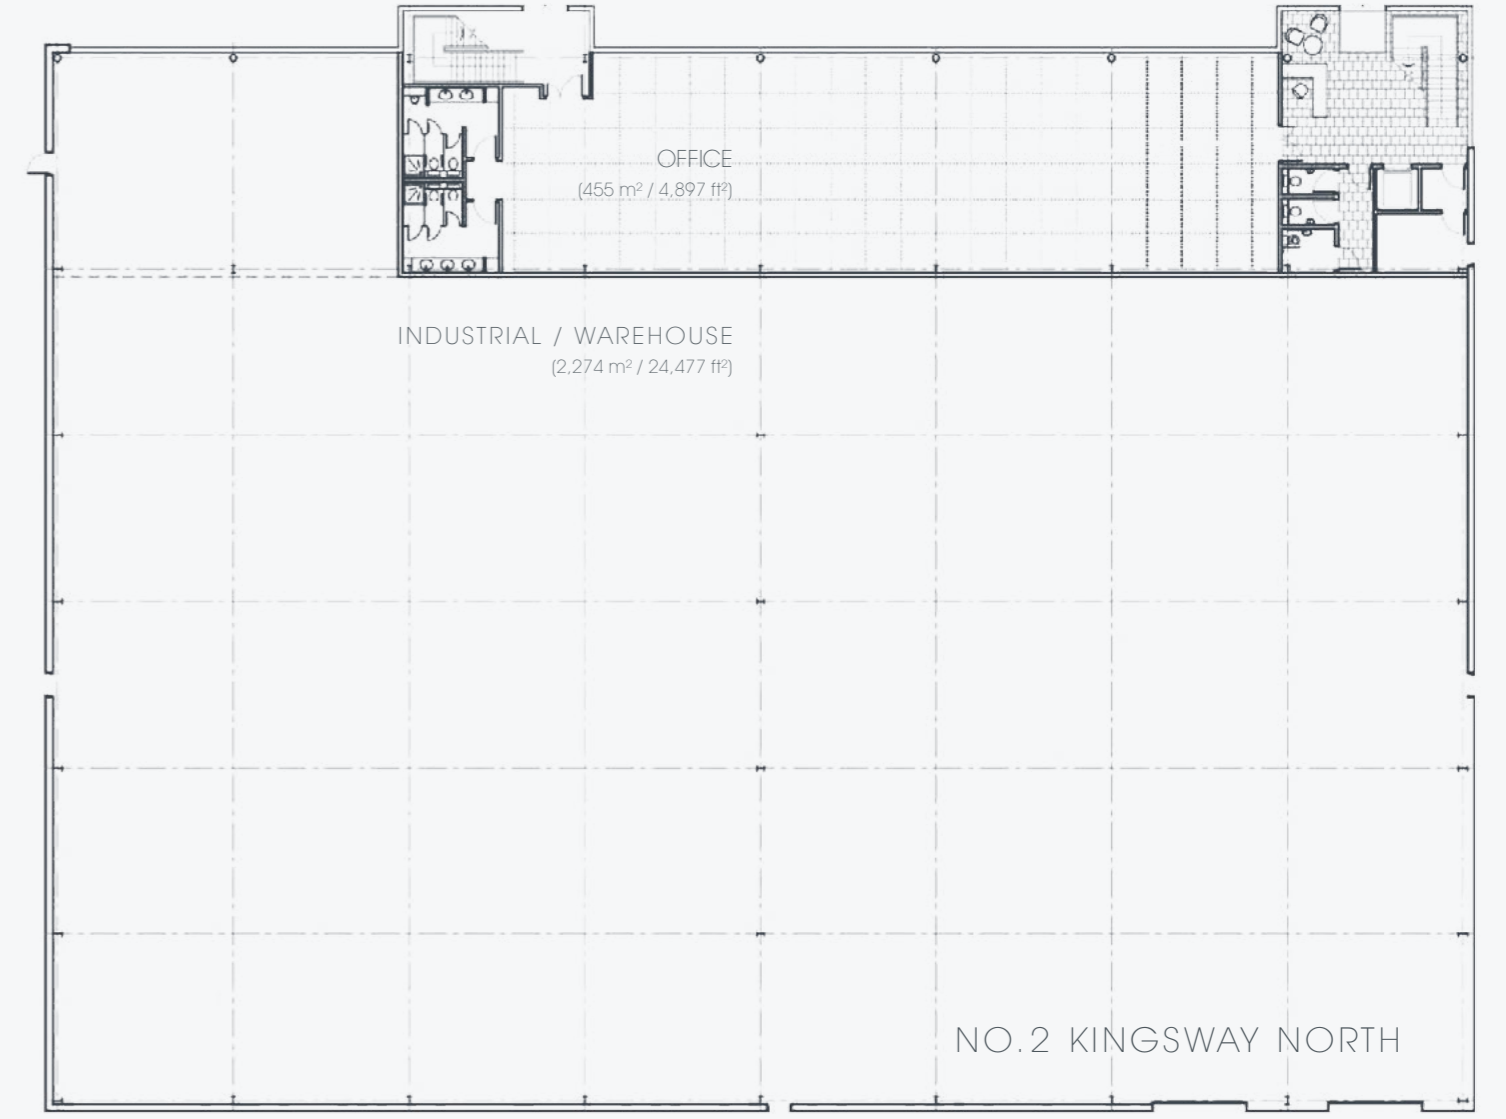 OFFICE
(455 m² / 4,897 ft²)
INDUSTRIAL / WAREHOUSE
(2,274 m² / 24,477 ft²)
NO.2 KINGSWAY NORTH